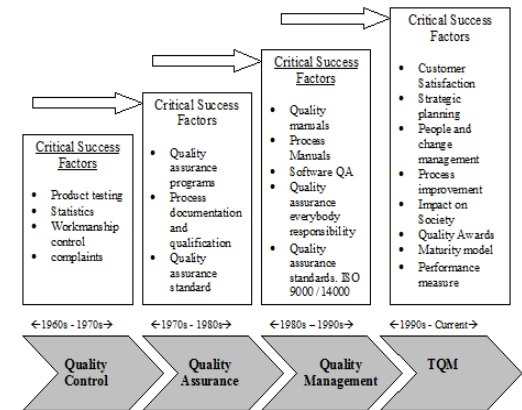 Critical Success
Factors
• Product testing
• Statistics
• Workmanship
control
• complaints
Critical Success
Factors
• Quality
assurance
programs
• Process
documentation
and
qualification
• Quality
assurance
standard
Critical Success
Factors
• Quality
manuals
• Process
Manuals
• Software QA
• Quality
assurance
everybody
responsibility
• Quality
assurance
standards. ISO
9000 / 14000
Critical Success
Factors
• Customer
Satisfaction
• Strategic
planning
• People and
change
management
• Process
improvement
• Impact on
Society
• Quality Awards
• Maturity model
• Performance
measure
←1960s - 1970s→
←1970s - 1980s→
←1980s – 1990s→
←1990s - Current→
Quality
Control
Quality
Assurance
Quality
Management
TQM